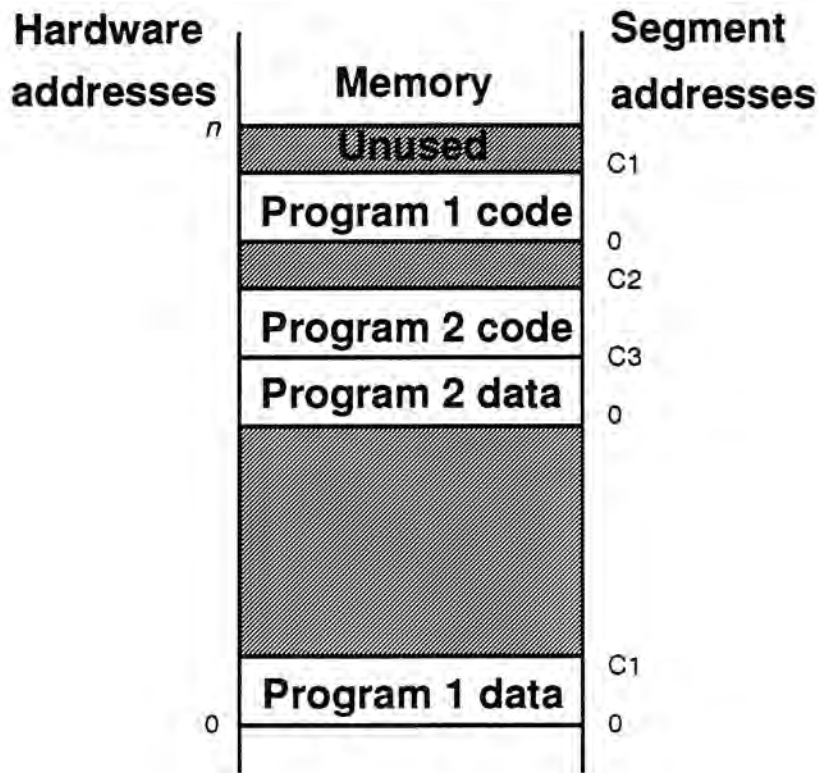 Hardware
addresses
Memory
Segment
addresses
n
Unused
C1
Program 1 code
0
C2
Program 2 code
C3
Program 2 data
0
C1
Program 1 data
0
0